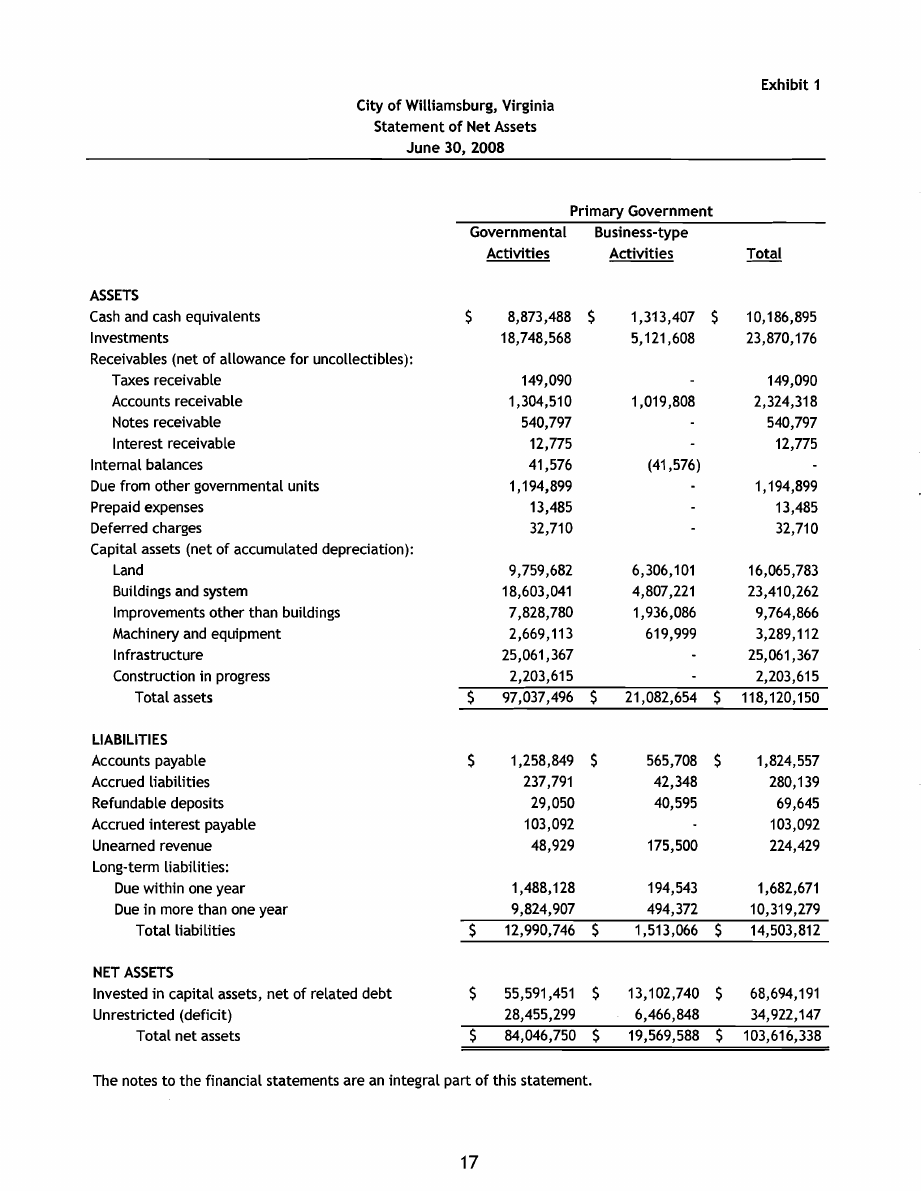 Exhibit 1
City of Williamsburg, Virginia
Statement of Net Assets
June 30, 2008
Primary Government
Governmental Business-type
Activities Activities Total
ASSETS
Cash and cash equivalents $ 8,873,488 $ 1,313,407 $ 10,186,895
Investments 18,748,568 5,121,608 23,870,176
Receivables (net of allowance for uncollectibles):
Taxes receivable 149,090 - 149,090
Accounts receivable 1,304,510 1,019,808 2,324,318
Notes receivable 540,797 - 540,797
Interest receivable 12,775 - 12,775
Internal balances 41,576 (41,576) -
Due from other governmental units 1,194,899 - 1,194,899
Prepaid expenses 13,485 - 13,485
Deferred charges 32,710 - 32,710
Capital assets (net of accumulated depreciation):
Land 9,759,682 6,306,101 16,065,783
Buildings and system 18,603,041 4,807,221 23,410,262
Improvements other than buildings 7,828,780 1,936,086 9,764,866
Machinery and equipment 2,669,113 619,999 3,289,112
Infrastructure 25,061,367 - 25,061,367
Construction in progress 2,203,615 - 2,203,615
Total assets $ 97,037,496 $ 21,082,654 $ 118,120,150
LIABILITIES
Accounts payable $ 1,258,849 $ 565,708 $ 1,824,557
Accrued liabilities 237,791 42,348 280,139
Refundable deposits 29,050 40,595 69,645
Accrued interest payable 103,092 - 103,092
Unearned revenue 48,929 175,500 224,429
Long-term liabilities:
Due within one year 1,488,128 194,543 1,682,671
Due in more than one year 9,824,907 494,372 10,319,279
Total liabilities $ 12,990,746 $ 1,513,066 $ 14,503,812
NET ASSETS
Invested in capital assets, net of related debt $ 55,591,451 $ 13,102,740 $ 68,694,191
Unrestricted (deficit) 28,455,299 6,466,848 34,922,147
Total net assets $ 84,046,750 $ 19,569,588 $ 103,616,338
The notes to the financial statements are an integral part of this statement.
17